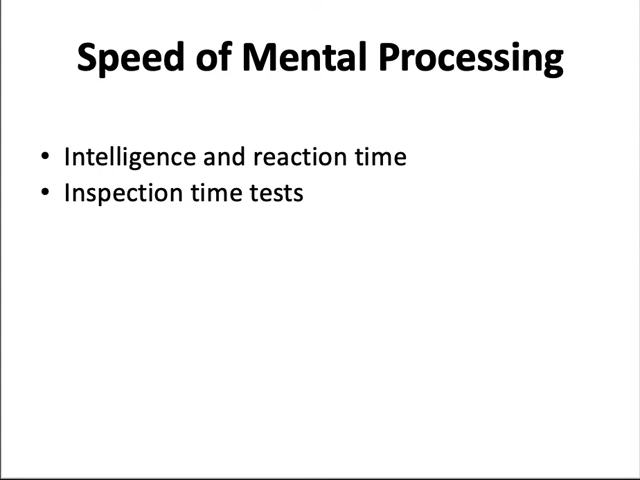 Speed of Mental Processing
• Intelligence and reaction time
• Inspection time tests